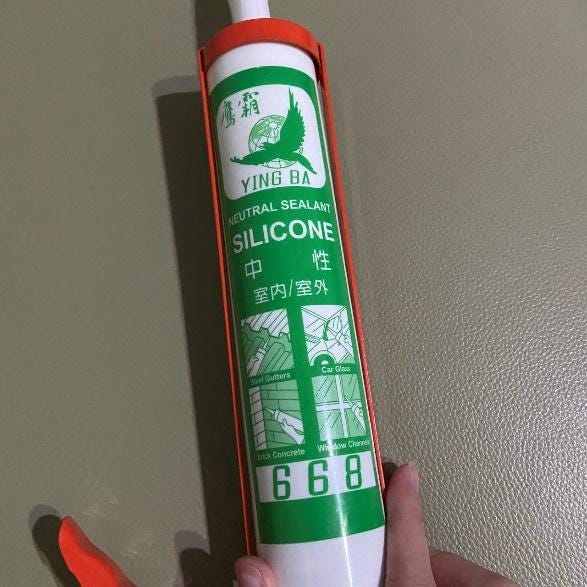 鹰霸
YING BA
NEUTRAL SEALANT
SILICONE
中 性
室内/室外
Steel Gutters
Car Glass
Brick Concrete
Window Channels
668